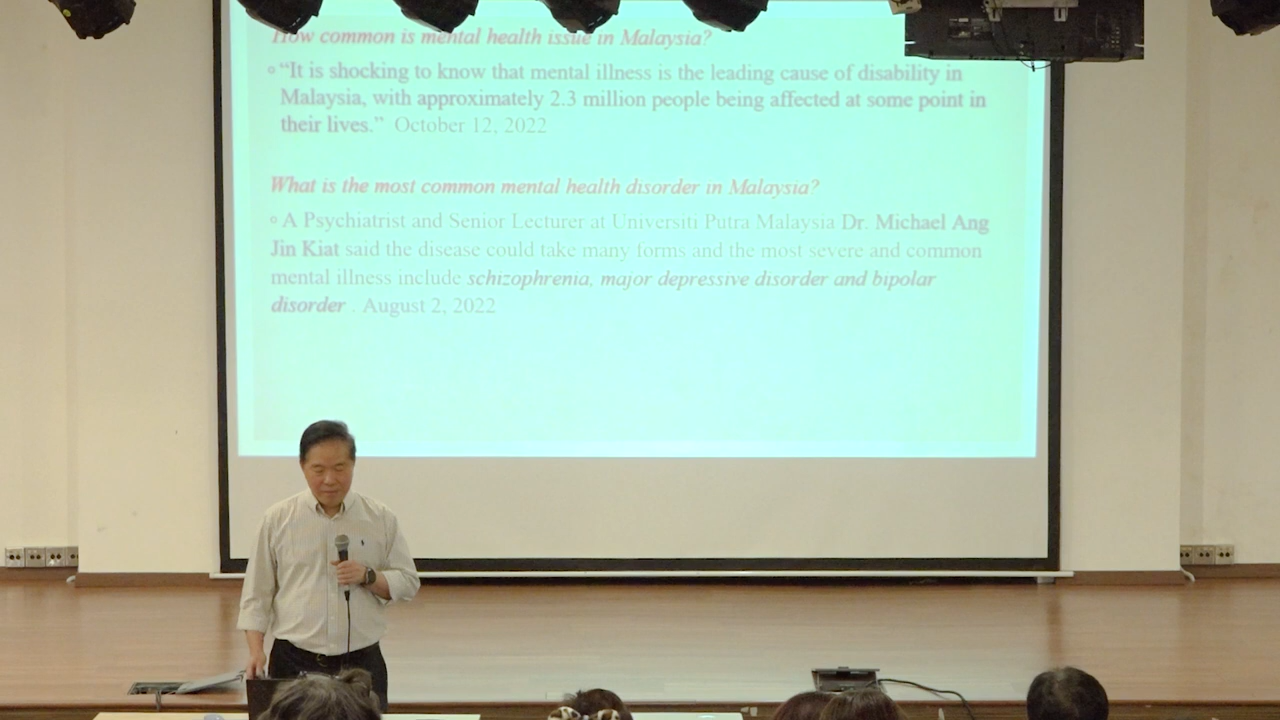 How common is mental health issue in Malaysia?
“It is shocking to know that mental illness is the leading cause of disability in
Malaysia, with approximately 2.3 million people being affected at some point in
their lives.” October 12, 2022
What is the most common mental health disorder in Malaysia?
A Psychiatrist and Senior Lecturer at Universiti Putra Malaysia Dr. Michael Ang
Jin Kiat said the disease could take many forms and the most severe and common
mental illness include schizophrenia, major depressive disorder and bipolar
disorder . August 2, 2022